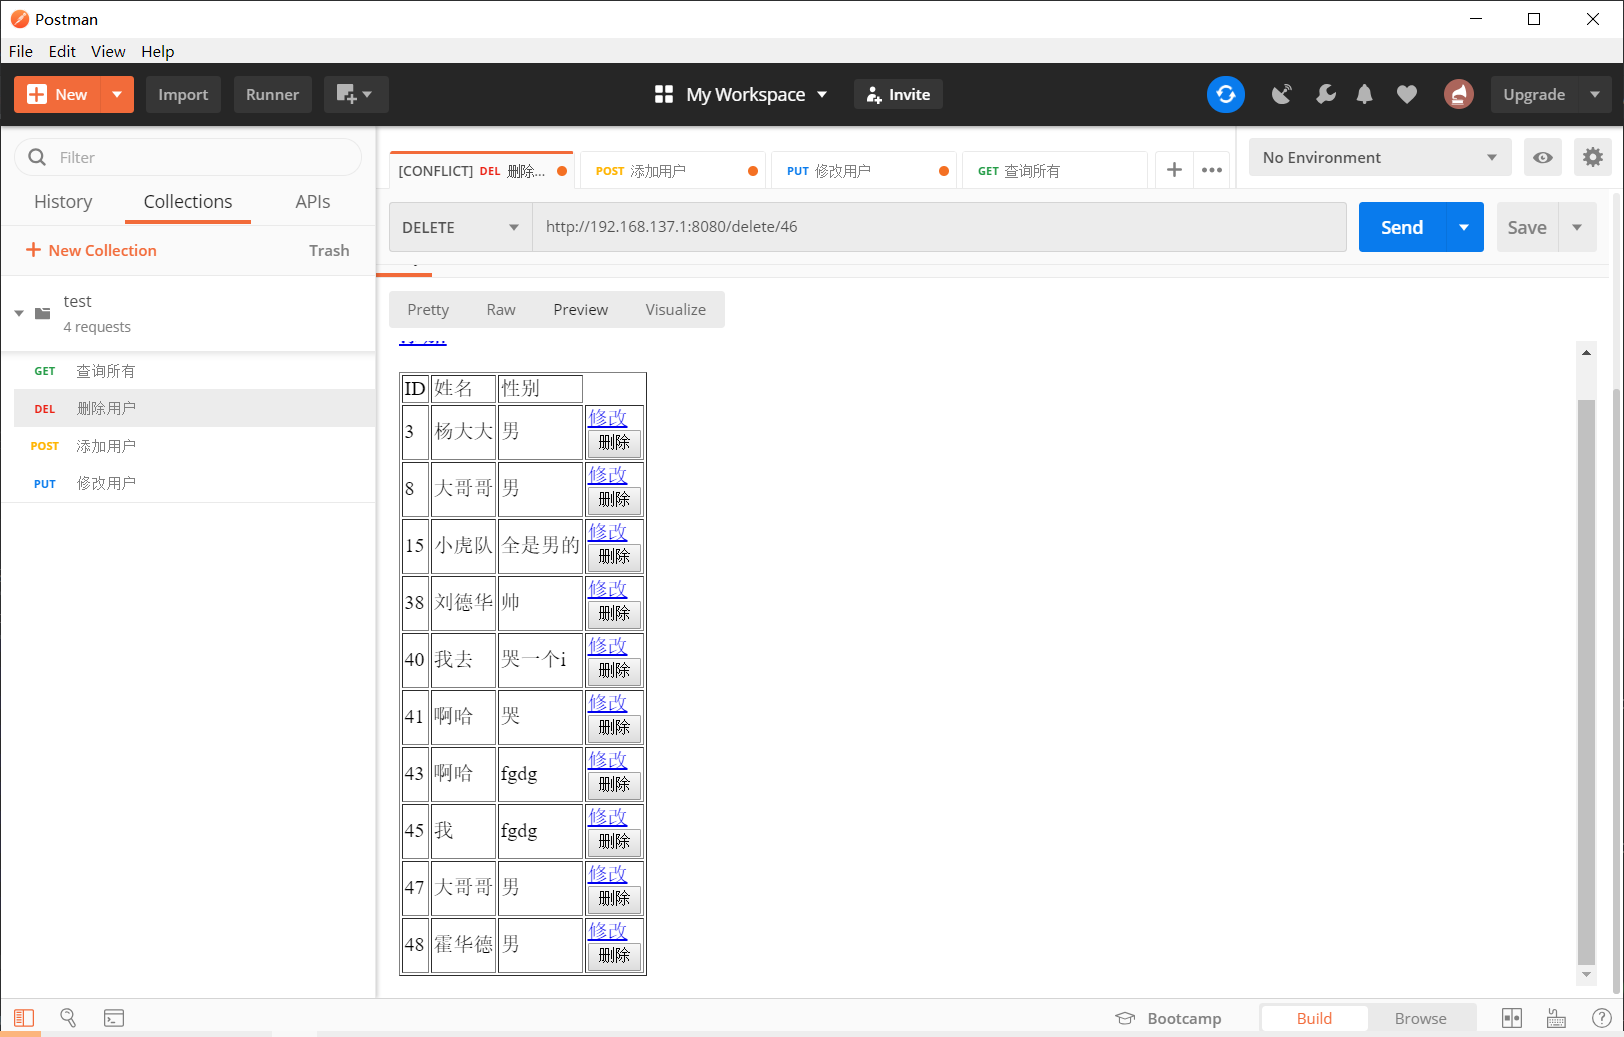 Postman
File Edit View Help
New Import Runner My Workspace Invite Upgrade
Filter
History Collections APIs
New Collection Trash
test
4 requests
GET 查询所有
DEL 删除用户
POST 添加用户
PUT 修改用户
[CONFLICT] DEL 删除... POST 添加用户 PUT 修改用户 GET 查询所有
No Environment
DELETE http://192.168.137.1:8080/delete/46 Send Save
Pretty Raw Preview Visualize
ID 姓名 性别
3 杨大大 男 修改 删除
8 大哥哥 男 修改 删除
15 小虎队 全是男的 修改 删除
38 刘德华 帅 修改 删除
40 我去 哭一个i 修改 删除
41 啊哈 哭 修改 删除
43 啊哈 fgdg 修改 删除
45 我 fgdg 修改 删除
47 大哥哥 男 修改 删除
48 霍华德 男 修改 删除
Bootcamp Build Browse